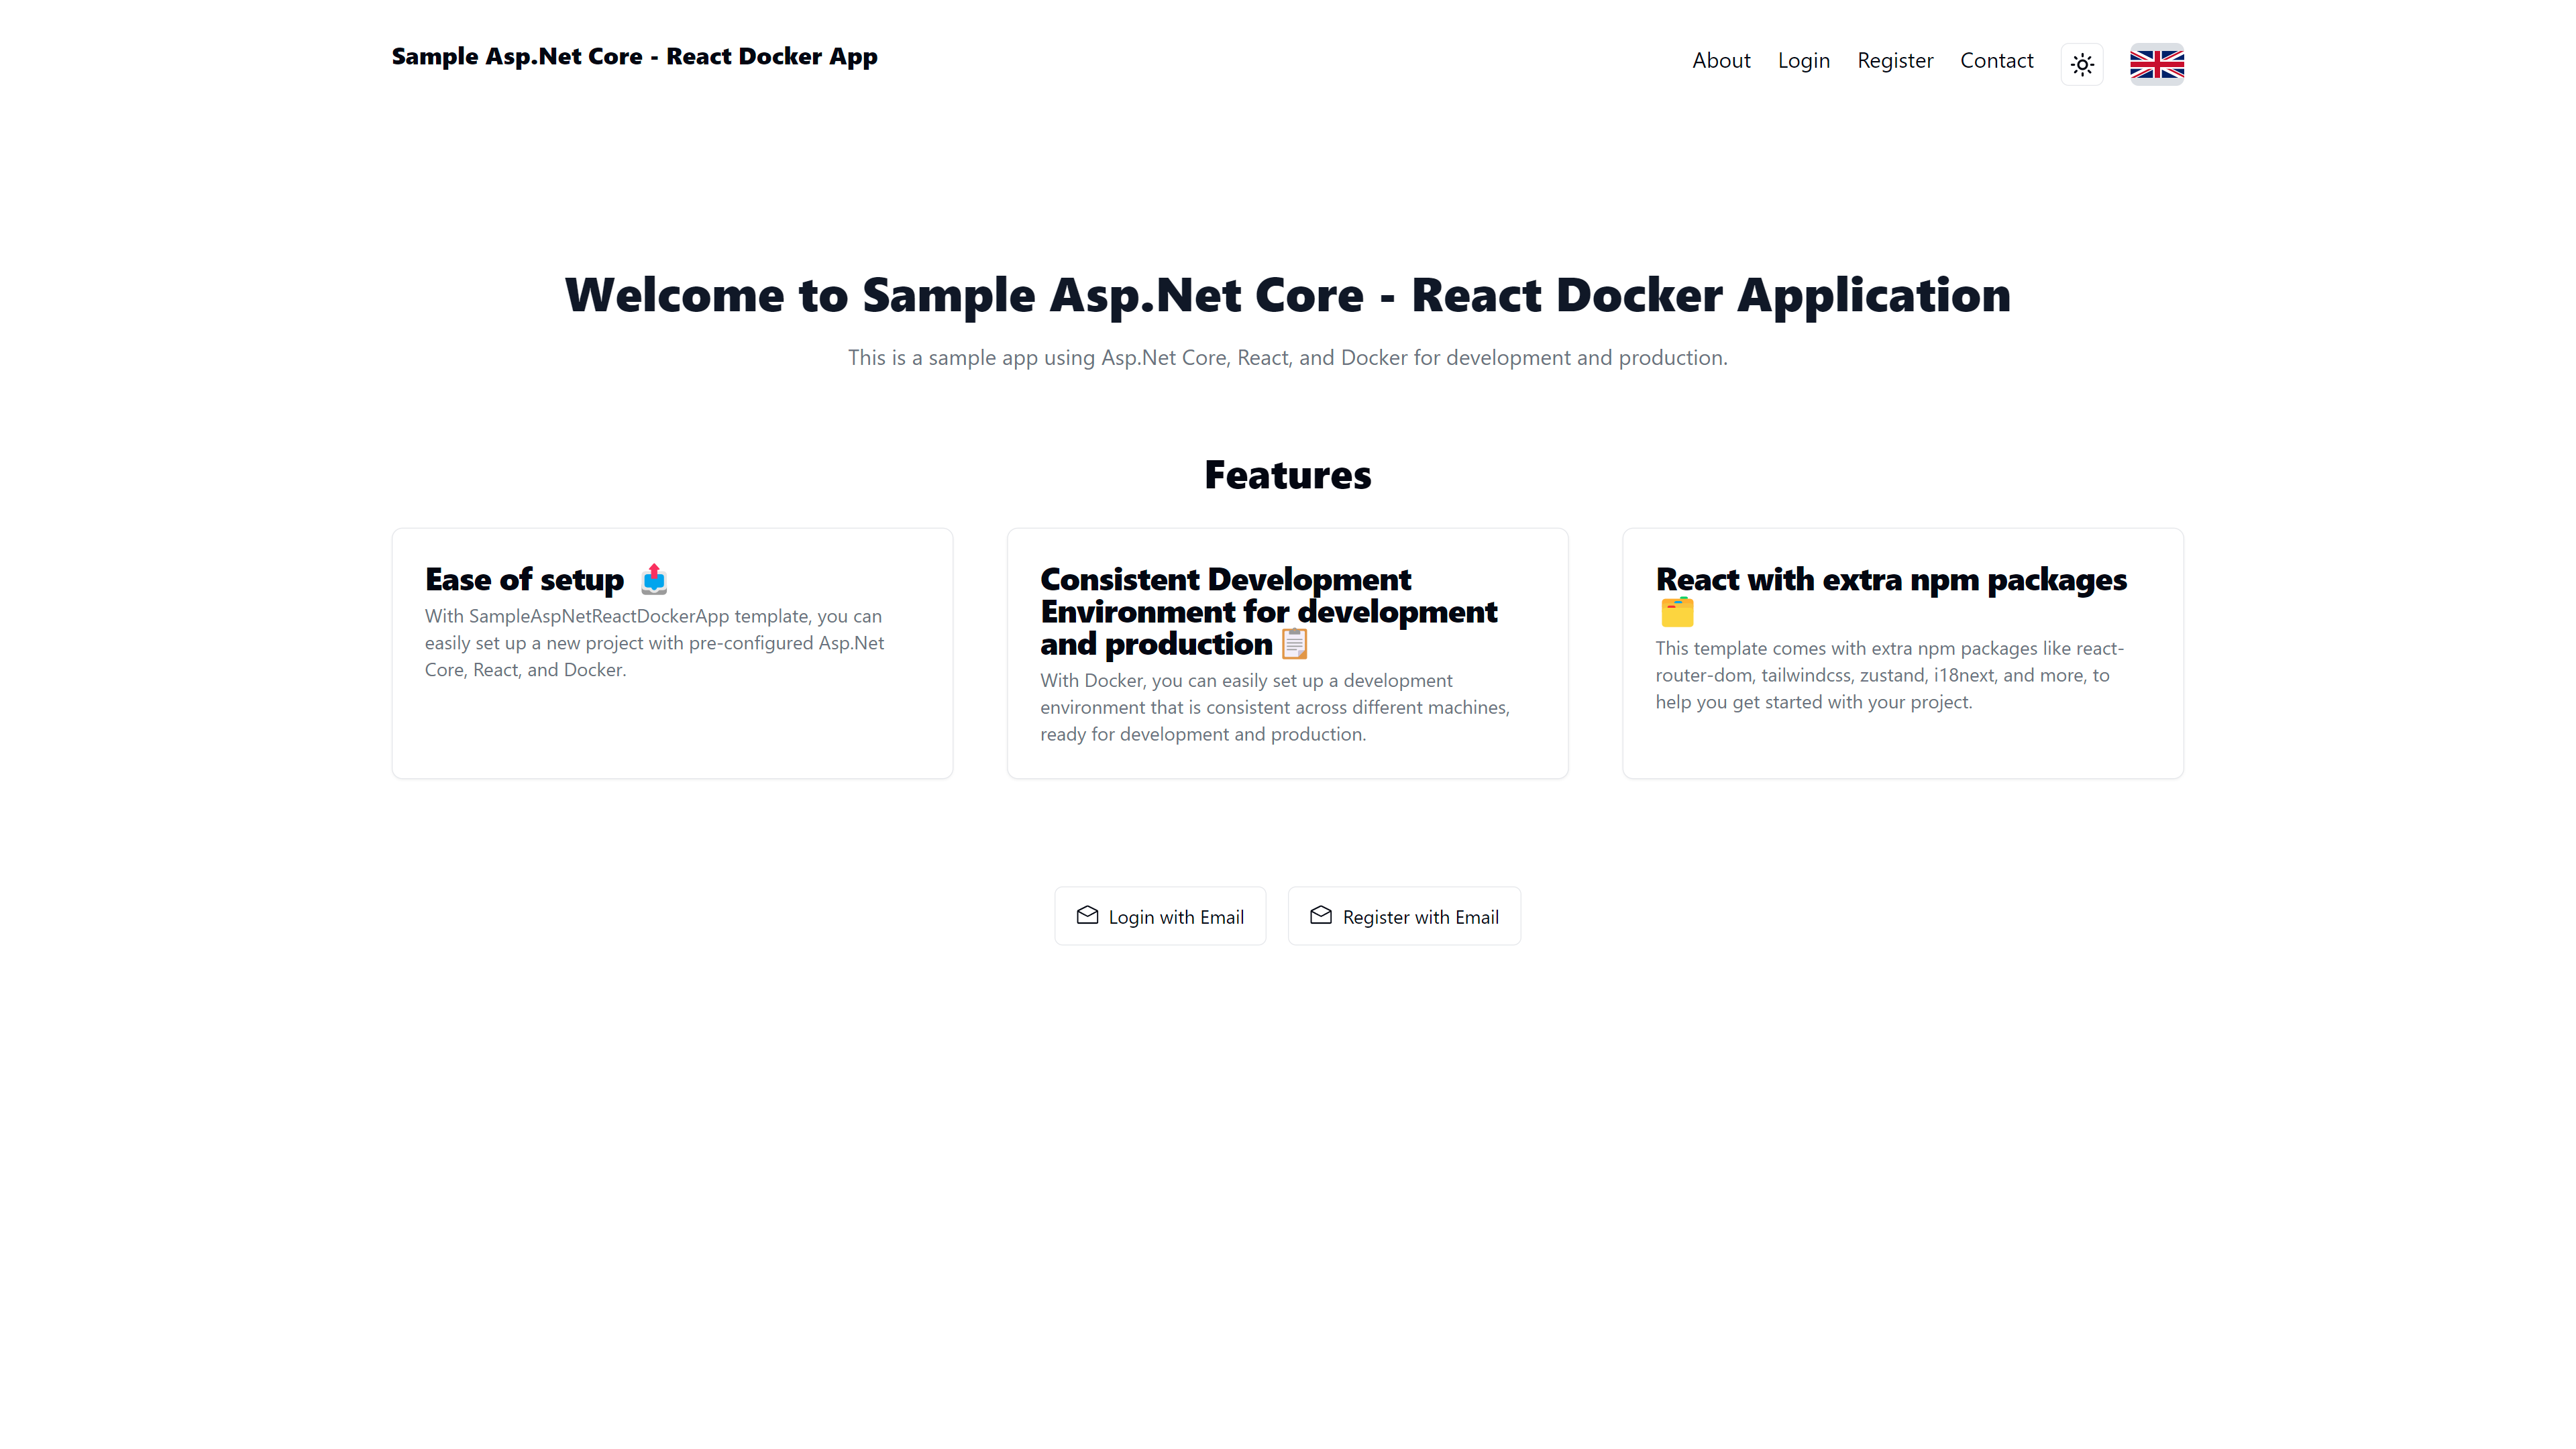 Sample Asp.Net Core - React Docker App
About Login Register Contact
Welcome to Sample Asp.Net Core - React Docker Application
This is a sample app using Asp.Net Core, React, and Docker for development and production.
Features
Ease of setup
With SampleAspNetReactDockerApp template, you can
easily set up a new project with pre-configured Asp.Net
Core, React, and Docker.
Consistent Development
Environment for development
and production
With Docker, you can easily set up a development
environment that is consistent across different machines,
ready for development and production.
React with extra npm packages
This template comes with extra npm packages like react-
router-dom, tailwindcss, zustand, i18next, and more, to
help you get started with your project.
Login with Email
Register with Email